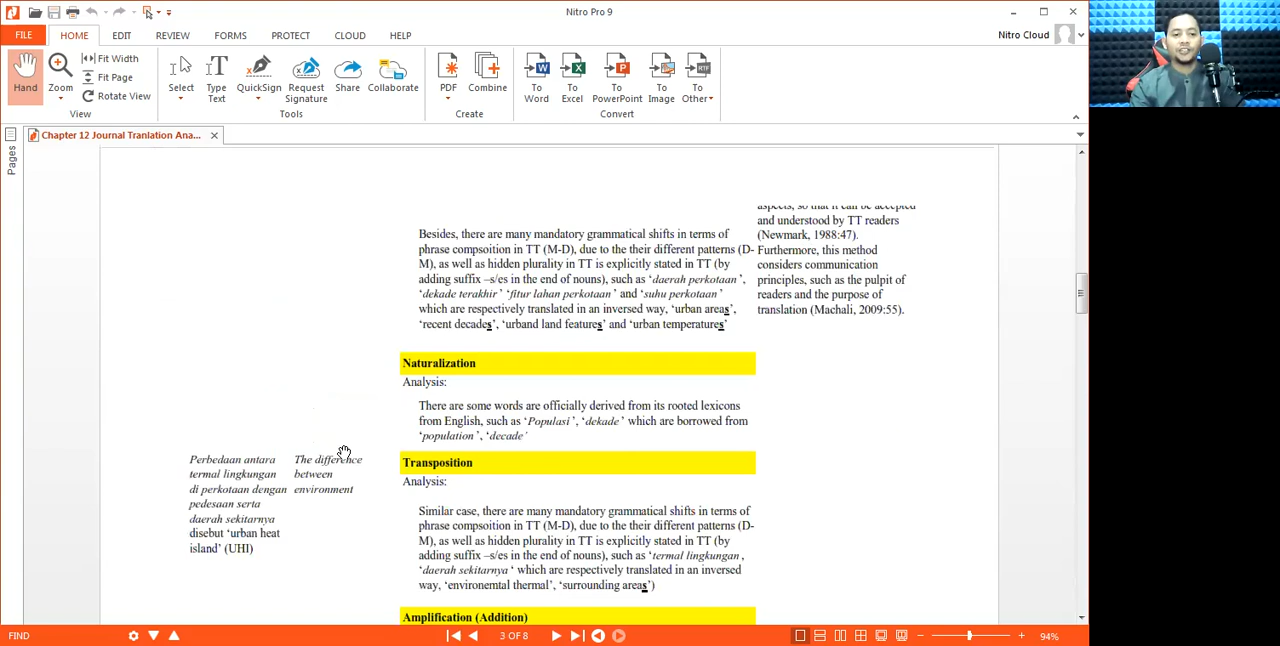 Nitro Pro 9
FILE
HOME
EDIT
REVIEW
FORMS
PROTECT
CLOUD
HELP
Nitro Cloud
Hand
Zoom
Fit Width
Fit Page
Rotate View
View
Select
Type Text
QuickSign
Request Signature
Share
Collaborate
Tools
PDF
Combine
Create
To Word
To Excel
To PowerPoint
To Image
To Other
Convert
Chapter 12 Journal Tranlation Ana...
Pages
aspects, so that it can be accepted
and understood by TT readers
(Newmark, 1988:47).
Furthermore, this method
considers communication
principles, such as the pulpit of
readers and the purpose of
translation (Machali, 2009:55).
Besides, there are many mandatory grammatical shifts in terms of
phrase compsoition in TT (M-D), due to the their different patterns (D-
M), as well as hidden plurality in TT is explicitly stated in TT (by
adding suffix –s/es in the end of nouns), such as ‘daerah perkotaan’,
‘dekade terakhir’ ‘fitur lahan perkotaan’ and ‘suhu perkotaan’
which are respectively translated in an inversed way, ‘urban areas’,
‘recent decades’, ‘urband land features’ and ‘urban temperatures’
Naturalization
Analysis:
There are some words are officially derived from its rooted lexicons
from English, such as ‘Populasi’, ‘dekade’ which are borrowed from
‘population’, ‘decade’
Perbedaan antara
termal lingkungan
di perkotaan dengan
pedesaan serta
daerah sekitarnya
disebut ‘urban heat
island’ (UHI)
The difference
between
environment
Transposition
Analysis:
Similar case, there are many mandatory grammatical shifts in terms of
phrase compsoition in TT (M-D), due to the their different patterns (D-
M), as well as hidden plurality in TT is explicitly stated in TT (by
adding suffix –s/es in the end of nouns), such as ‘termal lingkungan,
‘daerah sekitarnya‘ which are respectively translated in an inversed
way, ‘environemtal thermal’, ‘surrounding areas’)
Amplification (Addition)
FIND
3 OF 8
94%